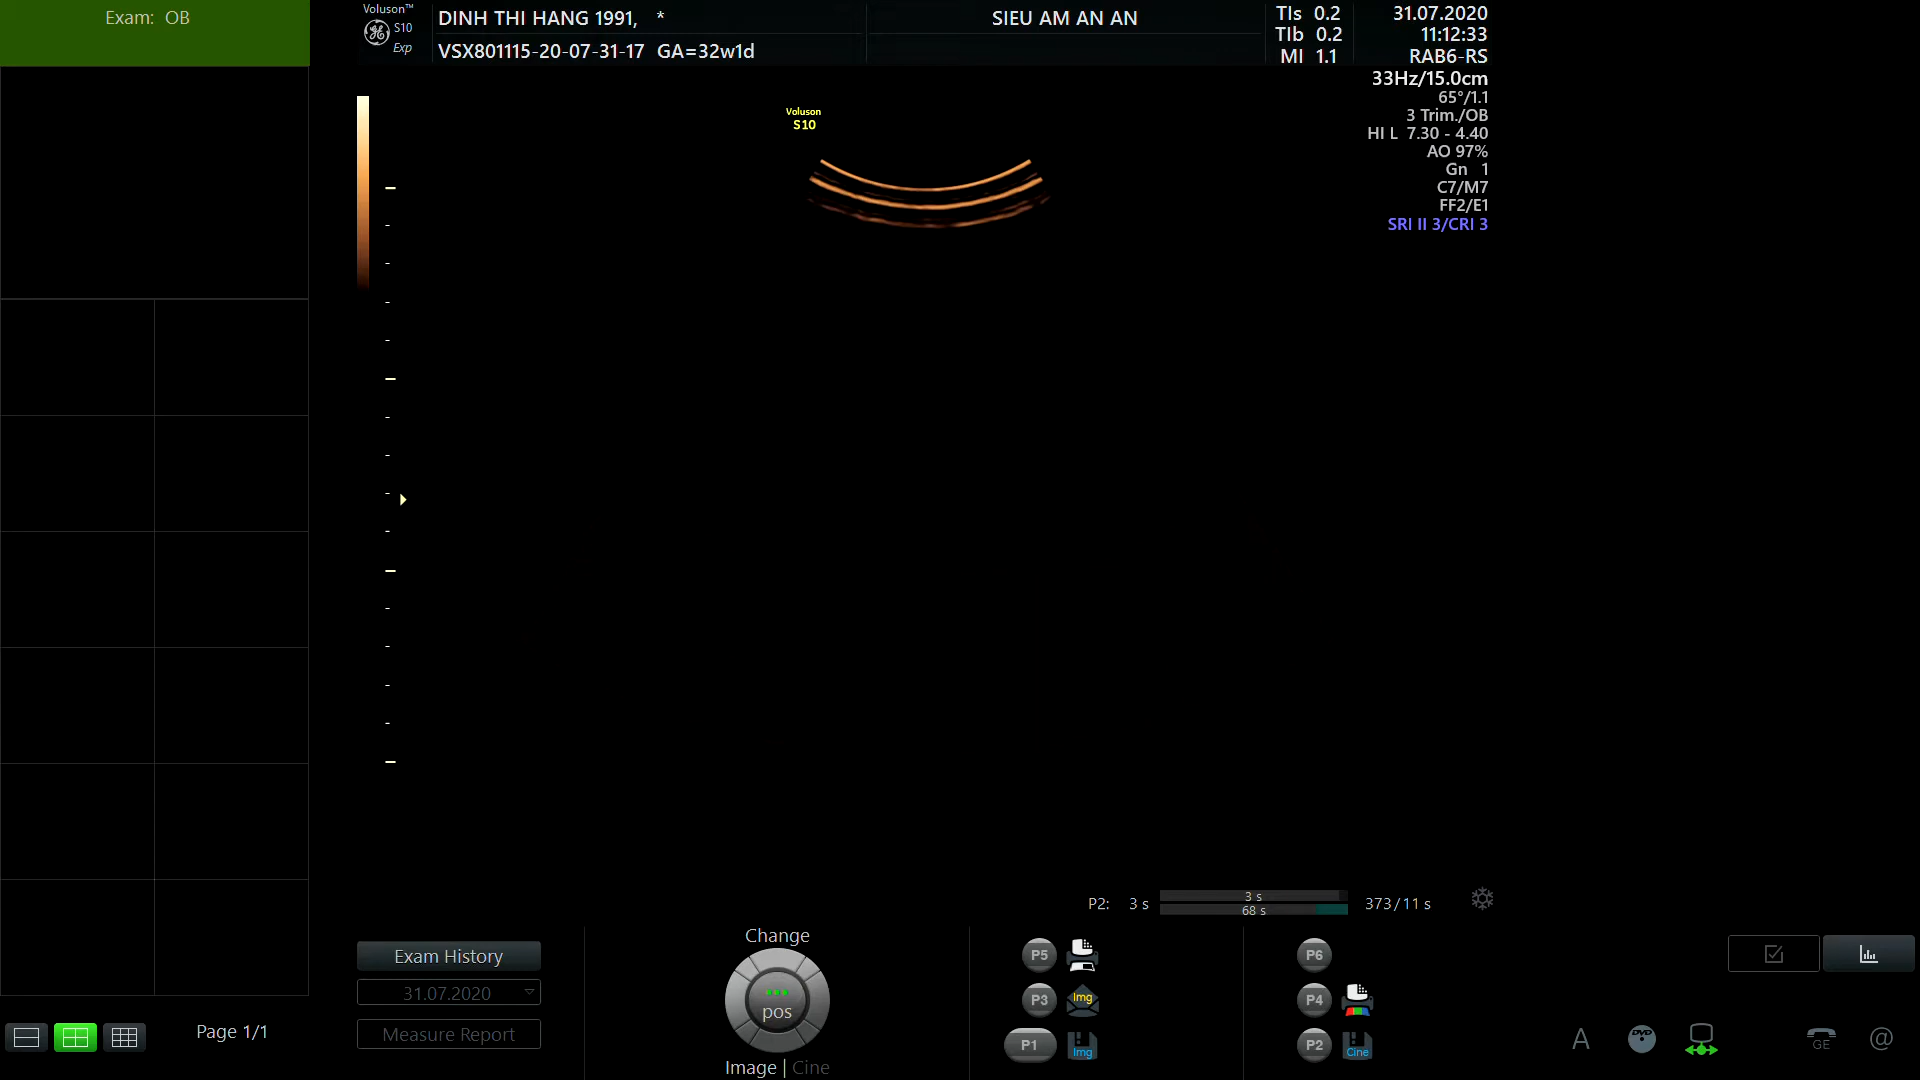 Exam: OB
Voluson™
S10
Exp
DINH THI HANG 1991, *
VSX801115-20-07-31-17 GA=32w1d
SIEU AM AN AN
TIs 0.2
TIb 0.2
MI 1.1
31.07.2020
11:12:33
RAB6-RS
33Hz/15.0cm
65°/1.1
3 Trim./OB
HI L 7.30 - 4.40
AO 97%
Gn 1
C7/M7
FF2/E1
SRI II 3/CRI 3
Voluson
S10
P2: 3 s
3 s
68 s
373/11 s
Exam History
31.07.2020
Measure Report
Change
pos
Image | Cine
P5
P3 Img
P1 Img
P6
P4
P2 Cine
Page 1/1
A
DVD
GE
@